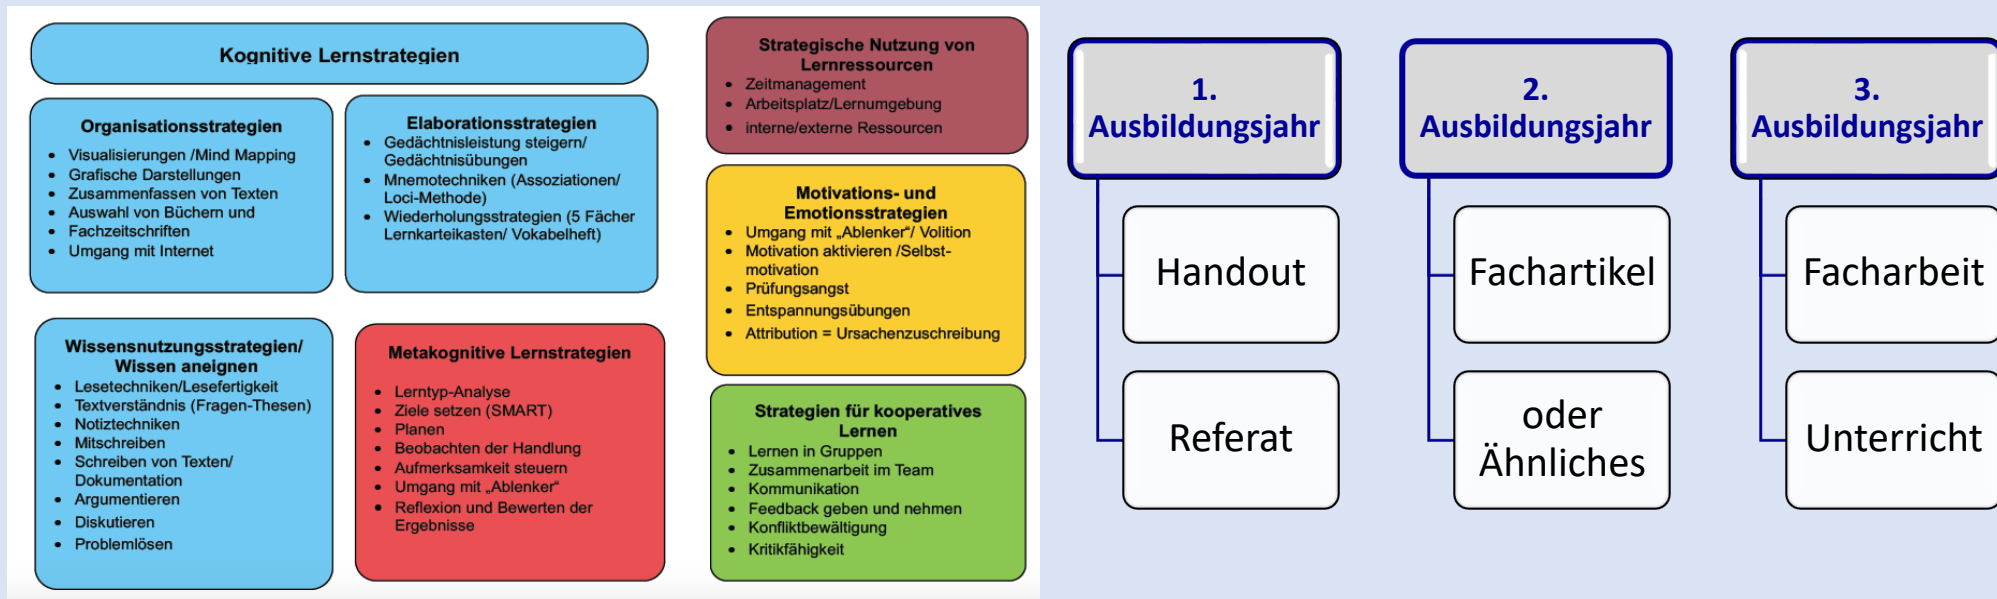 Kognitive Lernstrategien
Organisationsstrategien
• Visualisierungen /Mind Mapping
• Grafische Darstellungen
• Zusammenfassen von Texten
• Auswahl von Büchern und
• Fachzeitschriften
• Umgang mit Internet
Elaborationsstrategien
• Gedächtnisleistung steigern/
Gedächtnisübungen
• Mnemotechniken (Assoziationen/
Loci-Methode)
• Wiederholungsstrategien (5 Fächer
Lernkarteikasten/ Vokabelheft)
Wissensnutzungsstrategien/
Wissen aneignen
• Lesetechniken/Lesefertigkeit
• Textverständnis (Fragen-Thesen)
• Notiztechniken
• Mitschreiben
• Schreiben von Texten/
Dokumentation
• Argumentieren
• Diskutieren
• Problemlösen
Metakognitive Lernstrategien
• Lerntyp-Analyse
• Ziele setzen (SMART)
• Planen
• Beobachten der Handlung
• Aufmerksamkeit steuern
• Umgang mit „Ablenker“
• Reflexion und Bewerten der
Ergebnisse
Strategische Nutzung von
Lernressourcen
• Zeitmanagement
• Arbeitsplatz/Lernumgebung
• interne/externe Ressourcen
Motivations- und
Emotionsstrategien
• Umgang mit „Ablenker“/ Volition
• Motivation aktivieren /Selbst-
motivation
• Prüfungsangst
• Entspannungsübungen
• Attribution = Ursachenzuschreibung
Strategien für kooperatives
Lernen
• Lernen in Gruppen
• Zusammenarbeit im Team
• Kommunikation
• Feedback geben und nehmen
• Konfliktbewältigung
• Kritikfähigkeit
1.
Ausbildungsjahr
Handout
Referat
2.
Ausbildungsjahr
Fachartikel
oder
Ähnliches
3.
Ausbildungsjahr
Facharbeit
Unterricht